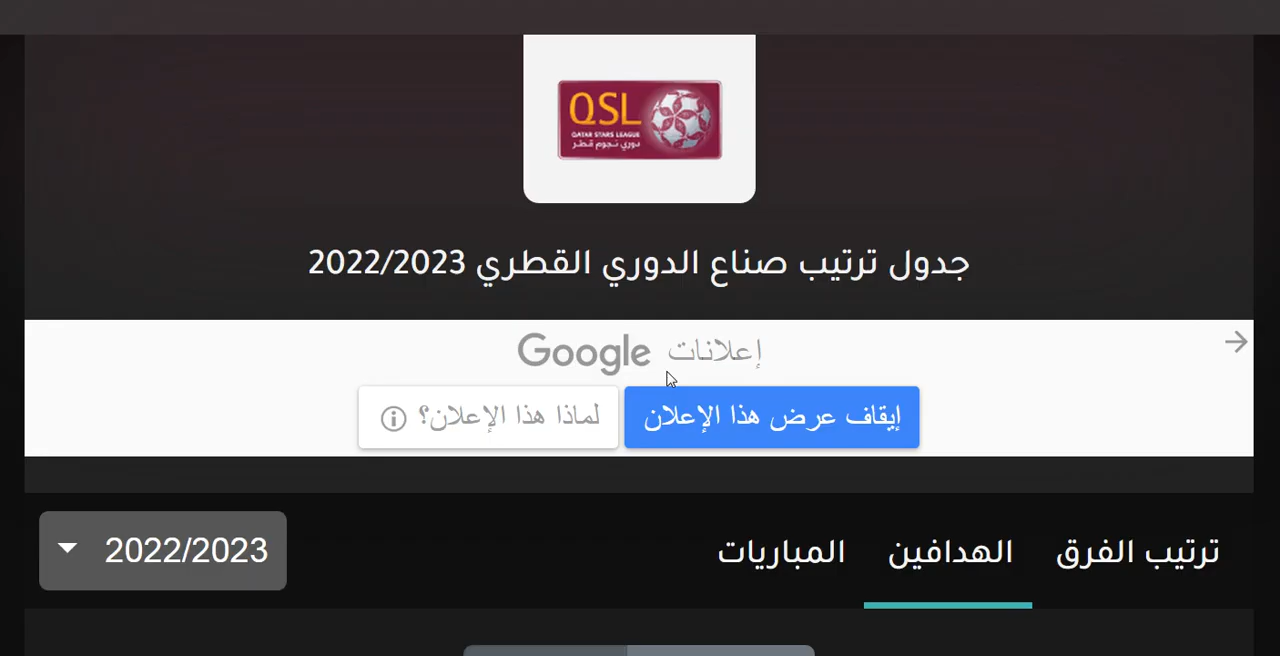 QSL
QATAR STARS LEAGUE
دوري نجوم قطر
جدول ترتيب صناع الدوري القطري 2022/2023
إعلانات Google
إيقاف عرض هذا الإعلان
لماذا هذا الإعلان؟
ترتيب الفرق
الهدافين
المباريات
2022/2023